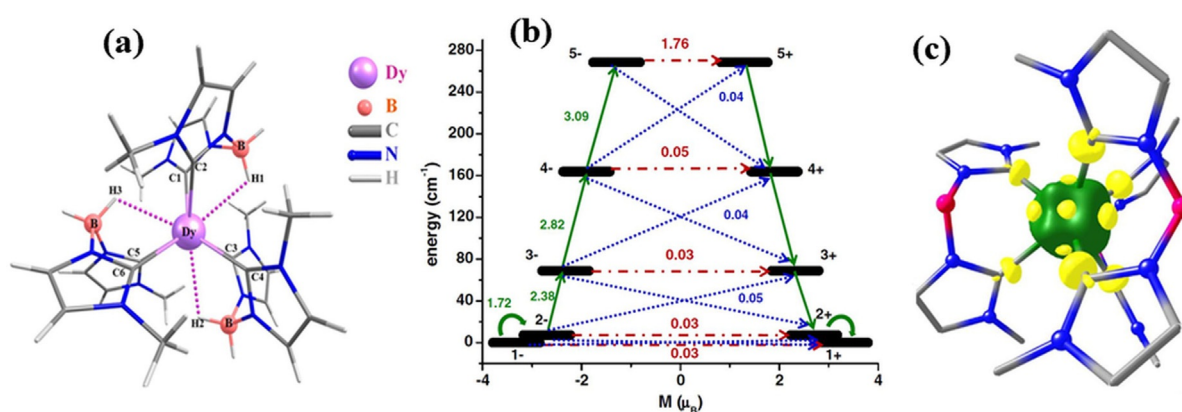 (a)
H3
C1
C2
B
H1
B
Dy
C5
C6
C3
C4
H2
B
Dy
B
C
N
H
(b)
energy (cm⁻¹)
280
240
200
160
120
80
40
0
5-
1.76
5+
0.04
3.09
4-
0.05
4+
2.82
0.04
3-
0.03
3+
1.72
2.38
0.05
2-
0.03
2+
1-
0.03
1+
-4
-2
0
2
4
M (μB)
(c)